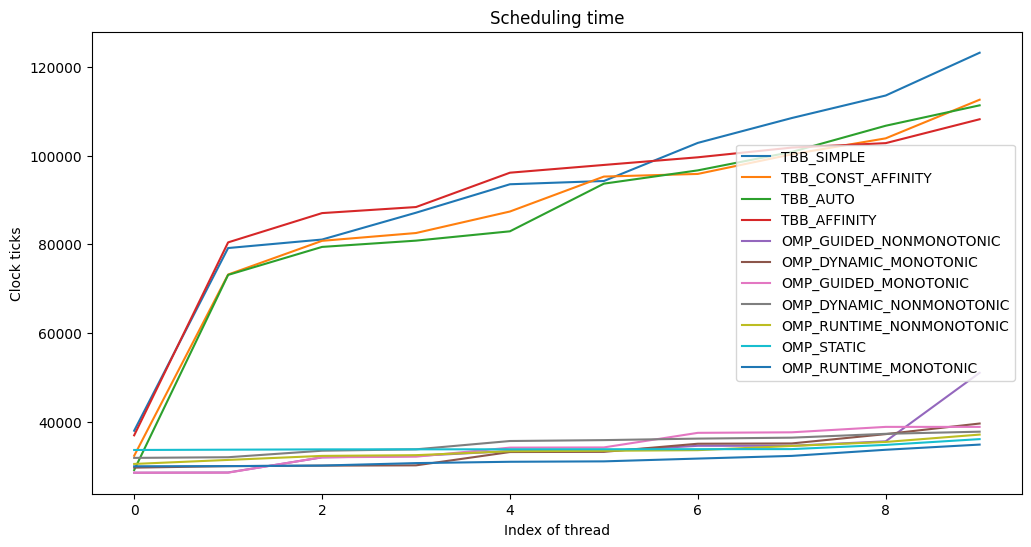 Scheduling time
120000
100000
80000
60000
40000
Clock ticks
TBB_SIMPLE
TBB_CONST_AFFINITY
TBB_AUTO
TBB_AFFINITY
OMP_GUIDED_NONMONOTONIC
OMP_DYNAMIC_MONOTONIC
OMP_GUIDED_MONOTONIC
OMP_DYNAMIC_NONMONOTONIC
OMP_RUNTIME_NONMONOTONIC
OMP_STATIC
OMP_RUNTIME_MONOTONIC
0 2 4 6 8
Index of thread